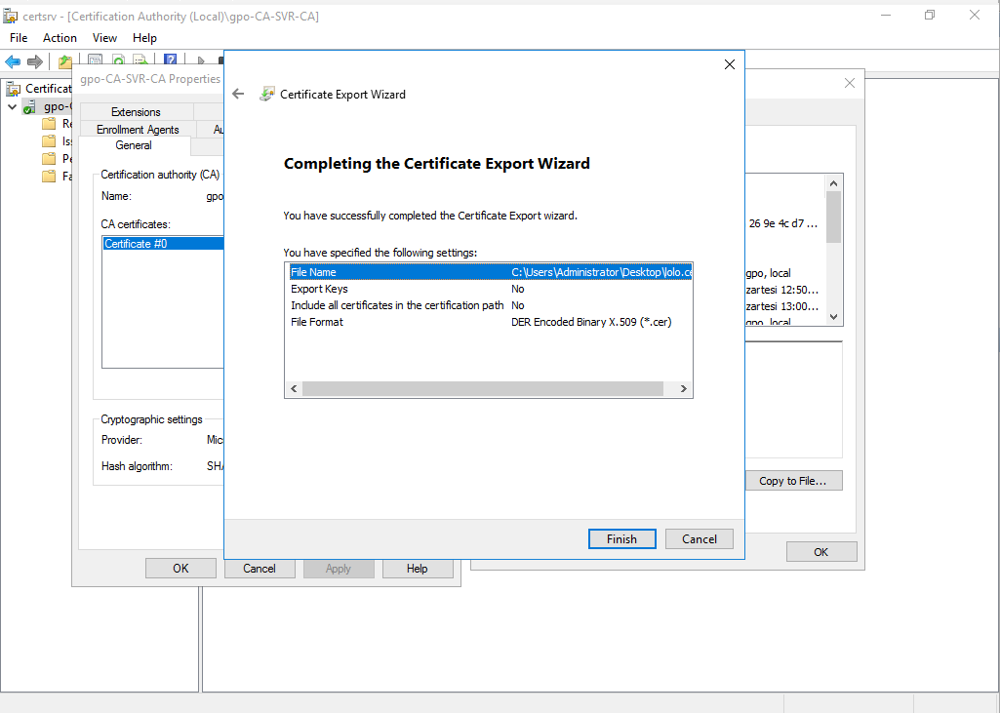 certsrv - [Certification Authority (Local)\gpo-CA-SVR-CA]
File Action View Help
Certificat
gpo-
Re
Iss
Pe
Fa
gpo-CA-SVR-CA Properties
Extensions
Enrollment Agents Au
General
Certification authority (CA)
Name: gpo
CA certificates:
Certificate #0
Cryptographic settings
Provider: Mic
Hash algorithm: SHA
OK Cancel Apply Help
Certificate Export Wizard
Completing the Certificate Export Wizard
You have successfully completed the Certificate Export wizard.
You have specified the following settings:
File Name C:\Users\Administrator\Desktop\lolo.ce
Export Keys No
Include all certificates in the certification path No
File Format DER Encoded Binary X.509 (*.cer)
Finish Cancel
26 9e 4c d7 ...
gpo, local
zartesi 12:50...
zartesi 13:00...
gpo, local
Copy to File...
OK